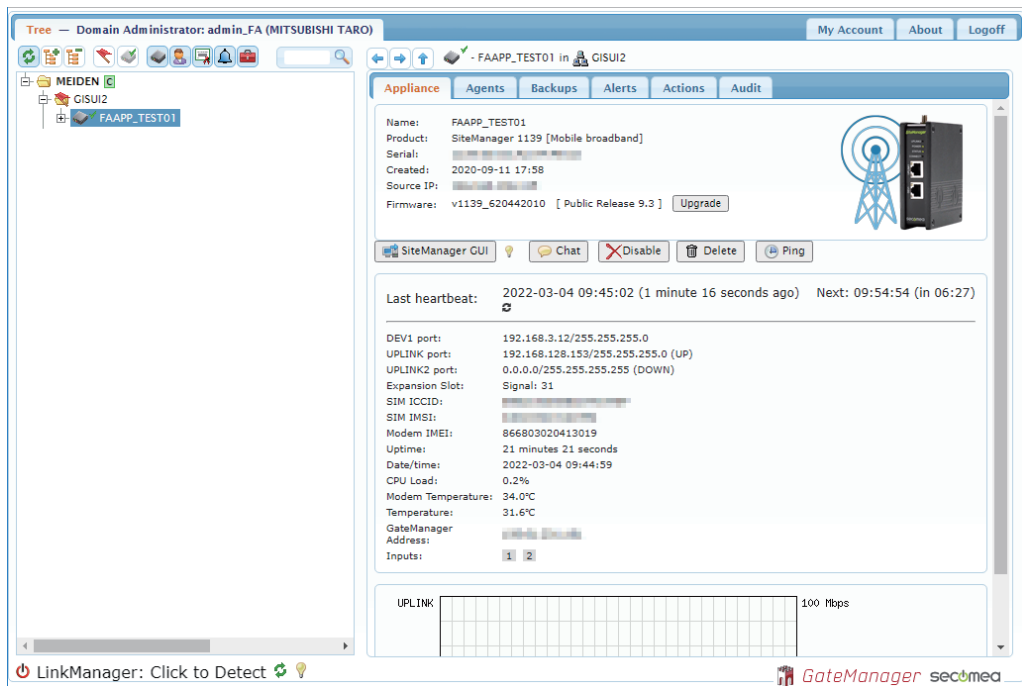 Tree — Domain Administrator: admin_FA (MITSUBISHI TARO)
My Account
About
Logoff
- FAAPP_TEST01 in GISUI2
MEIDEN C
GISUI2
FAAPP_TEST01
Appliance
Agents
Backups
Alerts
Actions
Audit
Name: FAAPP_TEST01
Product: SiteManager 1139 [Mobile broadband]
Serial:
Created: 2020-09-11 17:58
Source IP:
Firmware: v1139_620442010 [ Public Release 9.3 ] Upgrade
SiteManager GUI
Chat
Disable
Delete
Ping
Last heartbeat: 2022-03-04 09:45:02 (1 minute 16 seconds ago) Next: 09:54:54 (in 06:27)
DEV1 port: 192.168.3.12/255.255.255.0
UPLINK port: 192.168.128.153/255.255.255.0 (UP)
UPLINK2 port: 0.0.0.0/255.255.255.255 (DOWN)
Expansion Slot: Signal: 31
SIM ICCID:
SIM IMSI:
Modem IMEI: 866803020413019
Uptime: 21 minutes 21 seconds
Date/time: 2022-03-04 09:44:59
CPU Load: 0.2%
Modem Temperature: 34.0°C
Temperature: 31.6°C
GateManager
Address:
Inputs: 1 2
UPLINK
100 Mbps
LinkManager: Click to Detect
GateManager secomea